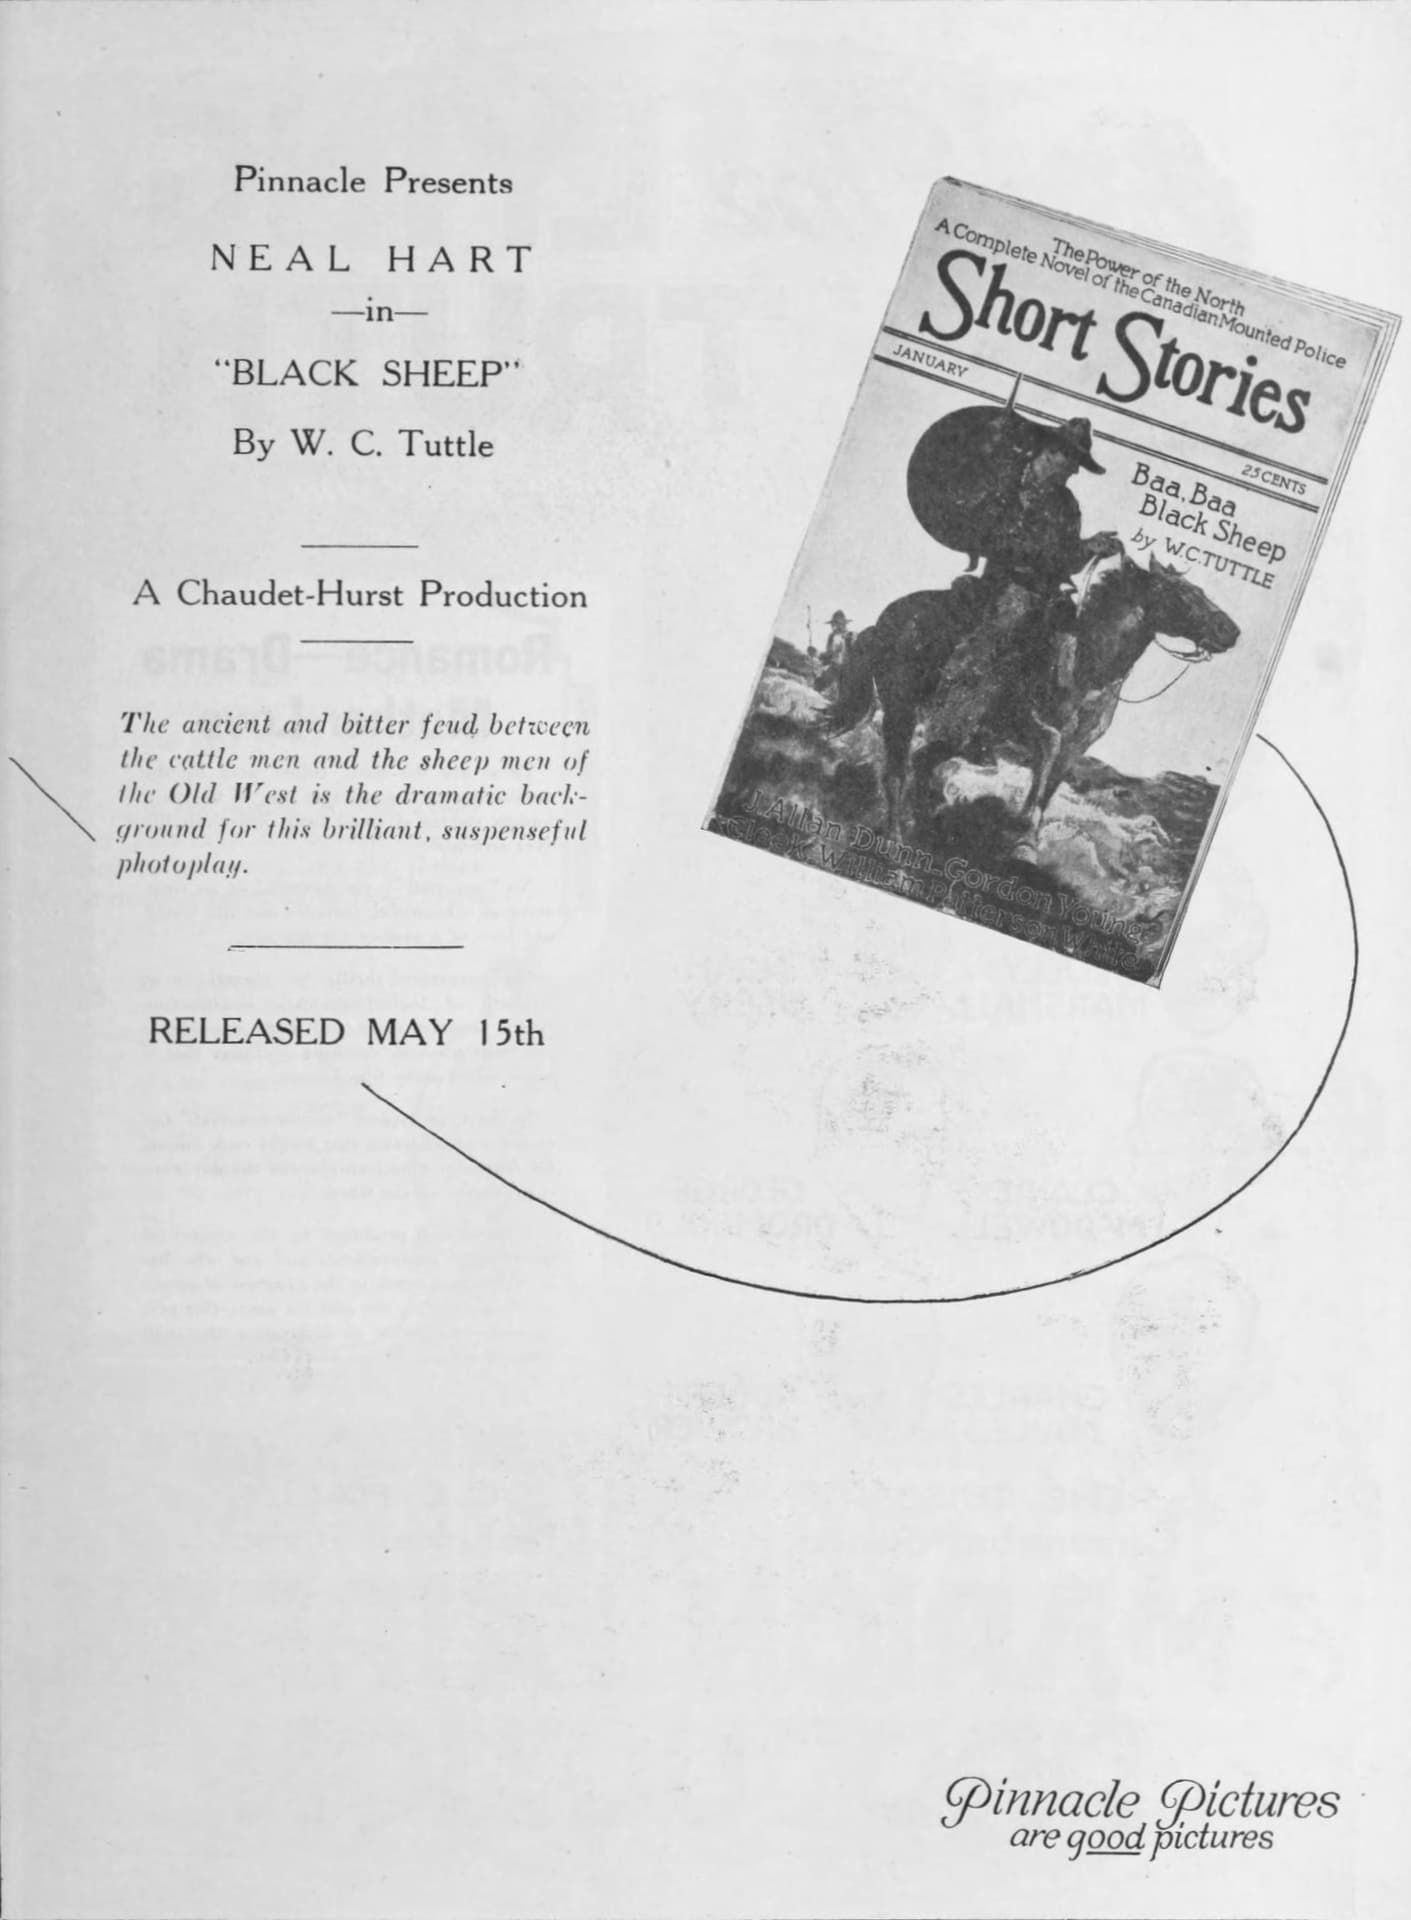 Pinnacle Presents
NEAL HART
—in—
"BLACK SHEEP"
By W. C. Tuttle
A Chaudet-Hurst Production
The ancient and bitter feud between
the cattle men and the sheep men of
the Old West is the dramatic back-
ground for this brilliant, suspenseful
photoplay.
RELEASED MAY 15th
The Power of the North
A Complete Novel of the Canadian Mounted Police
Short Stories
JANUARY
25 CENTS
Baa, Baa
Black Sheep
by W.C. TUTTLE
J. Allan Dunn, Gordon Young
William Patterson White
Pinnacle Pictures
are good pictures